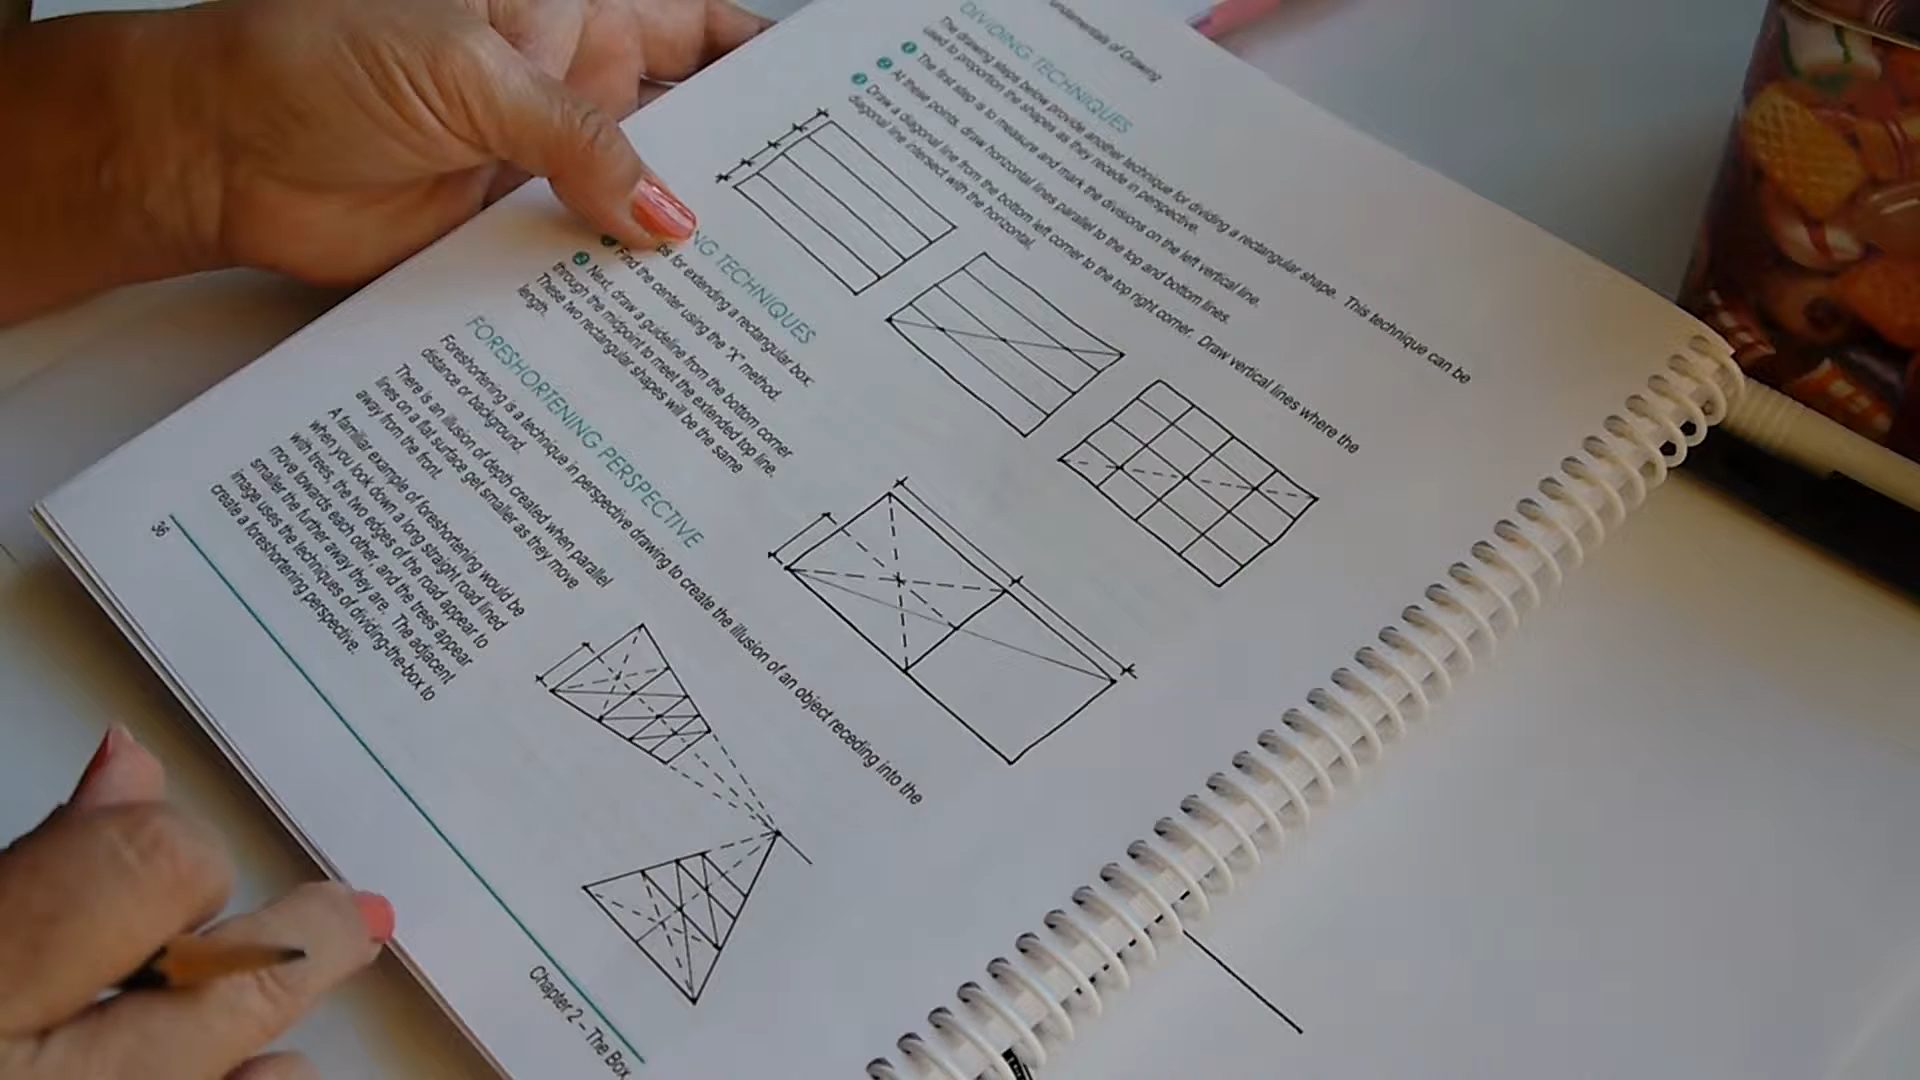 undamentals of Drawing
DIVIDING TECHNIQUES
The drawing steps below provide another technique for dividing a rectangular shape. This technique can be
used to proportion the shapes as they recede in perspective.
1 The first step is to measure and mark the divisions on the left vertical line.
2 At these points, draw horizontal lines parallel to the top and bottom lines.
3 Draw a diagonal line from the bottom left corner to the top right corner. Draw vertical lines where the
diagonal line intersect with the horizontal.
NG TECHNIQUES
ps for extending a rectangular box:
Find the center using the "X" method.
2 Next, draw a guideline from the bottom corner
through the midpoint to meet the extended top line.
These two rectangular shapes will be the same
length.
FORESHORTENING PERSPECTIVE
Foreshortening is a technique in perspective drawing to create the illusion of an object receding into the
distance or background.
There is an illusion of depth created when parallel
lines on a flat surface get smaller as they move
away from the front.
A familiar example of foreshortening would be
when you look down a long straight road lined
with trees, the two edges of the road appear to
move towards each other, and the trees appear
smaller the further away they are. The adjacent
image uses the techniques of dividing-the-box to
create a foreshortening perspective.
36
Chapter 2 – The Box